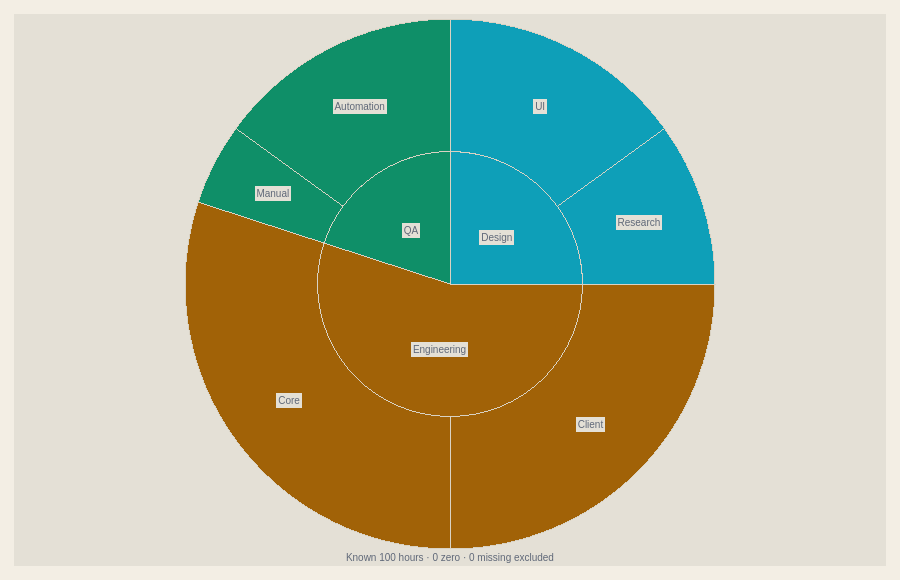 Automation
UI
Manual
Research
QA
Design
Engineering
Core
Client
Known 100 hours · 0 zero · 0 missing excluded